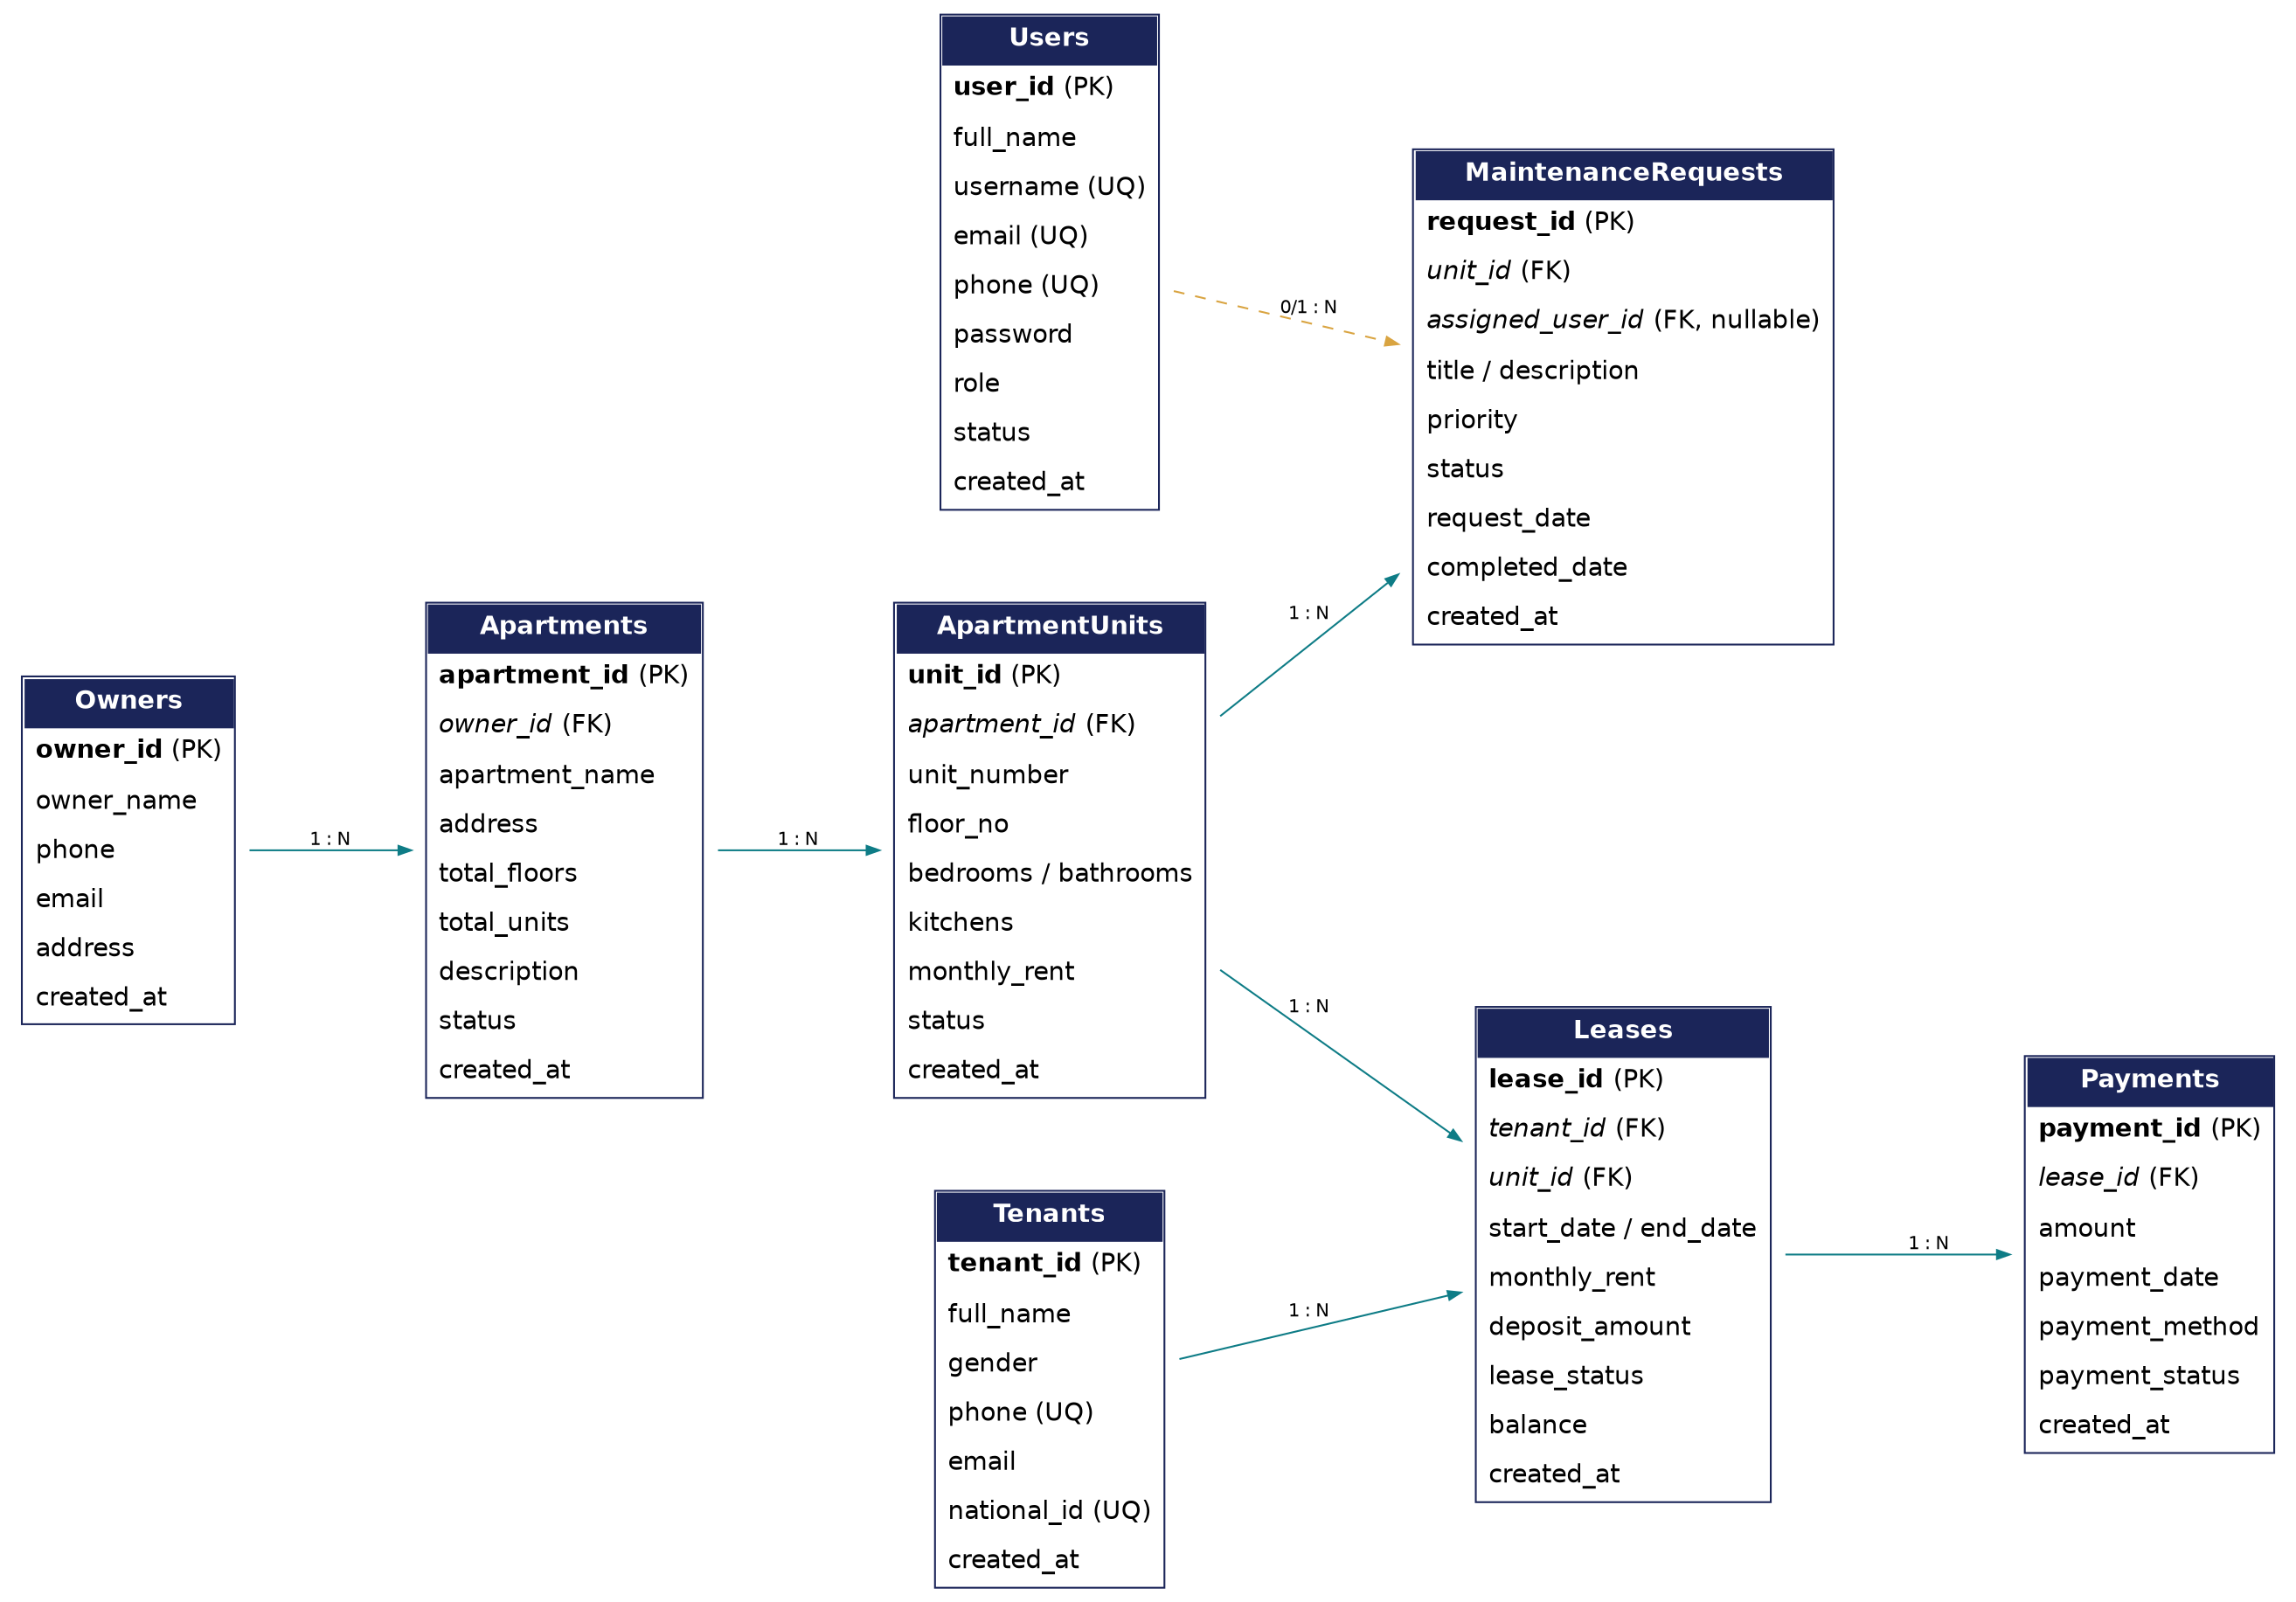 Users
user_id (PK)
full_name
username (UQ)
email (UQ)
phone (UQ)
password
role
status
created_at
0/1 : N
MaintenanceRequests
request_id (PK)
unit_id (FK)
assigned_user_id (FK, nullable)
title / description
priority
status
request_date
completed_date
created_at
Owners
owner_id (PK)
owner_name
phone
email
address
created_at
1 : N
Apartments
apartment_id (PK)
owner_id (FK)
apartment_name
address
total_floors
total_units
description
status
created_at
1 : N
ApartmentUnits
unit_id (PK)
apartment_id (FK)
unit_number
floor_no
bedrooms / bathrooms
kitchens
monthly_rent
status
created_at
1 : N
1 : N
Tenants
tenant_id (PK)
full_name
gender
phone (UQ)
email
national_id (UQ)
created_at
1 : N
Leases
lease_id (PK)
tenant_id (FK)
unit_id (FK)
start_date / end_date
monthly_rent
deposit_amount
lease_status
balance
created_at
1 : N
Payments
payment_id (PK)
lease_id (FK)
amount
payment_date
payment_method
payment_status
created_at